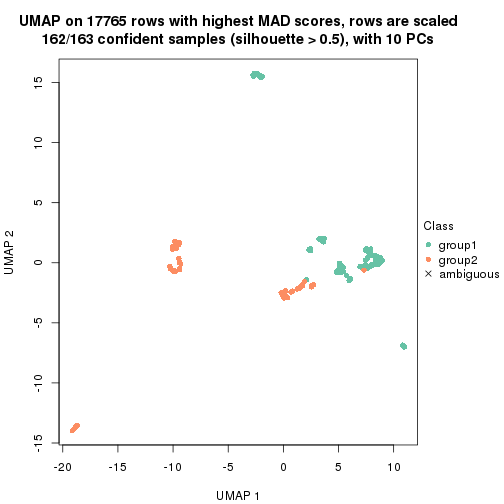 UMAP on 17765 rows with highest MAD scores, rows are scaled
162/163 confident samples (silhouette > 0.5), with 10 PCs
UMAP 2
15
10
5
0
-5
-10
-15
-20
-15
-10
-5
0
5
10
UMAP 1
Class
group1
group2
ambiguous